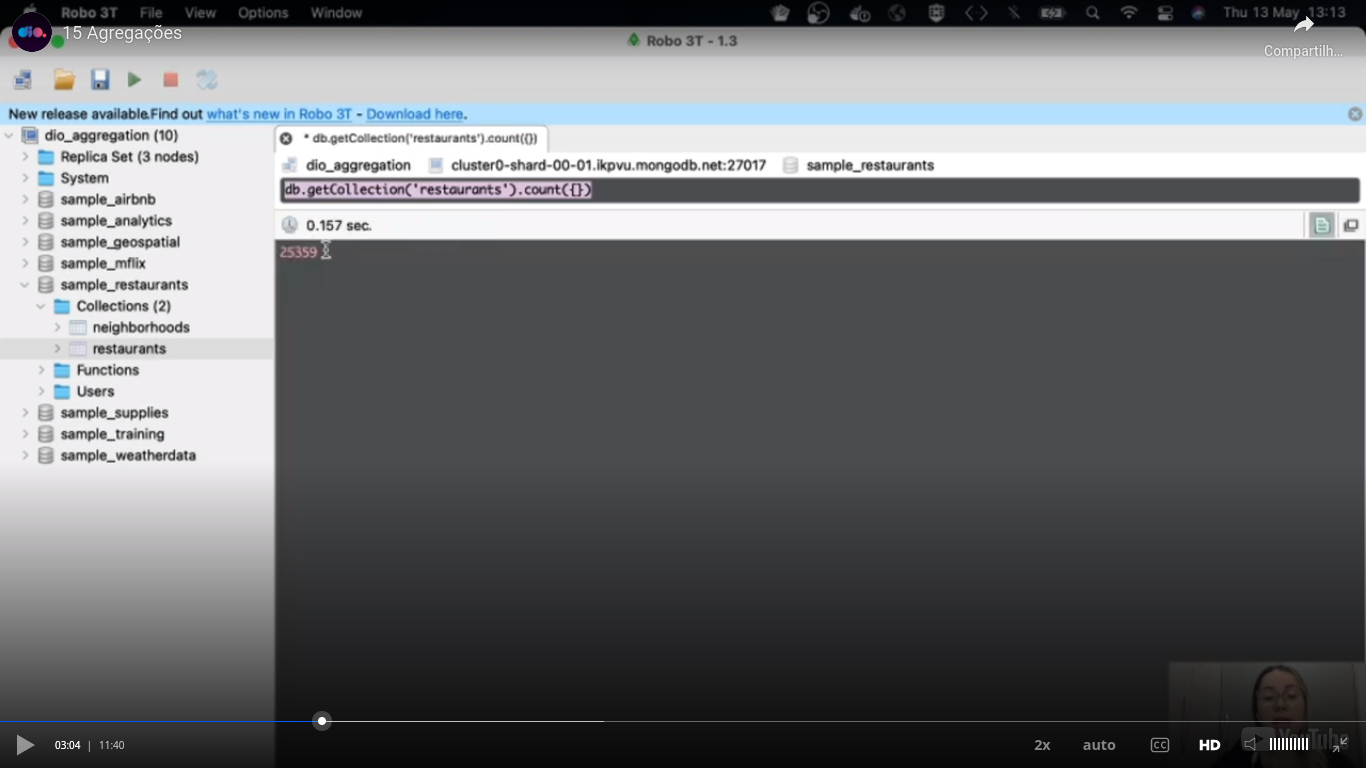 Robo 3T File View Options Window Thu 13 May 13:13
dio. 15 Agregações
Robo 3T - 1.3
Compartilh...
New release available.Find out what's new in Robo 3T - Download here.
dio_aggregation (10)
Replica Set (3 nodes)
System
sample_airbnb
sample_analytics
sample_geospatial
sample_mflix
sample_restaurants
Collections (2)
neighborhoods
restaurants
Functions
Users
sample_supplies
sample_training
sample_weatherdata
* db.getCollection('restaurants').count({})
dio_aggregation cluster0-shard-00-01.ikpvu.mongodb.net:27017 sample_restaurants
db.getCollection('restaurants').count({})
0.157 sec.
25359
03:04 | 11:40 2x auto CC HD YouTube